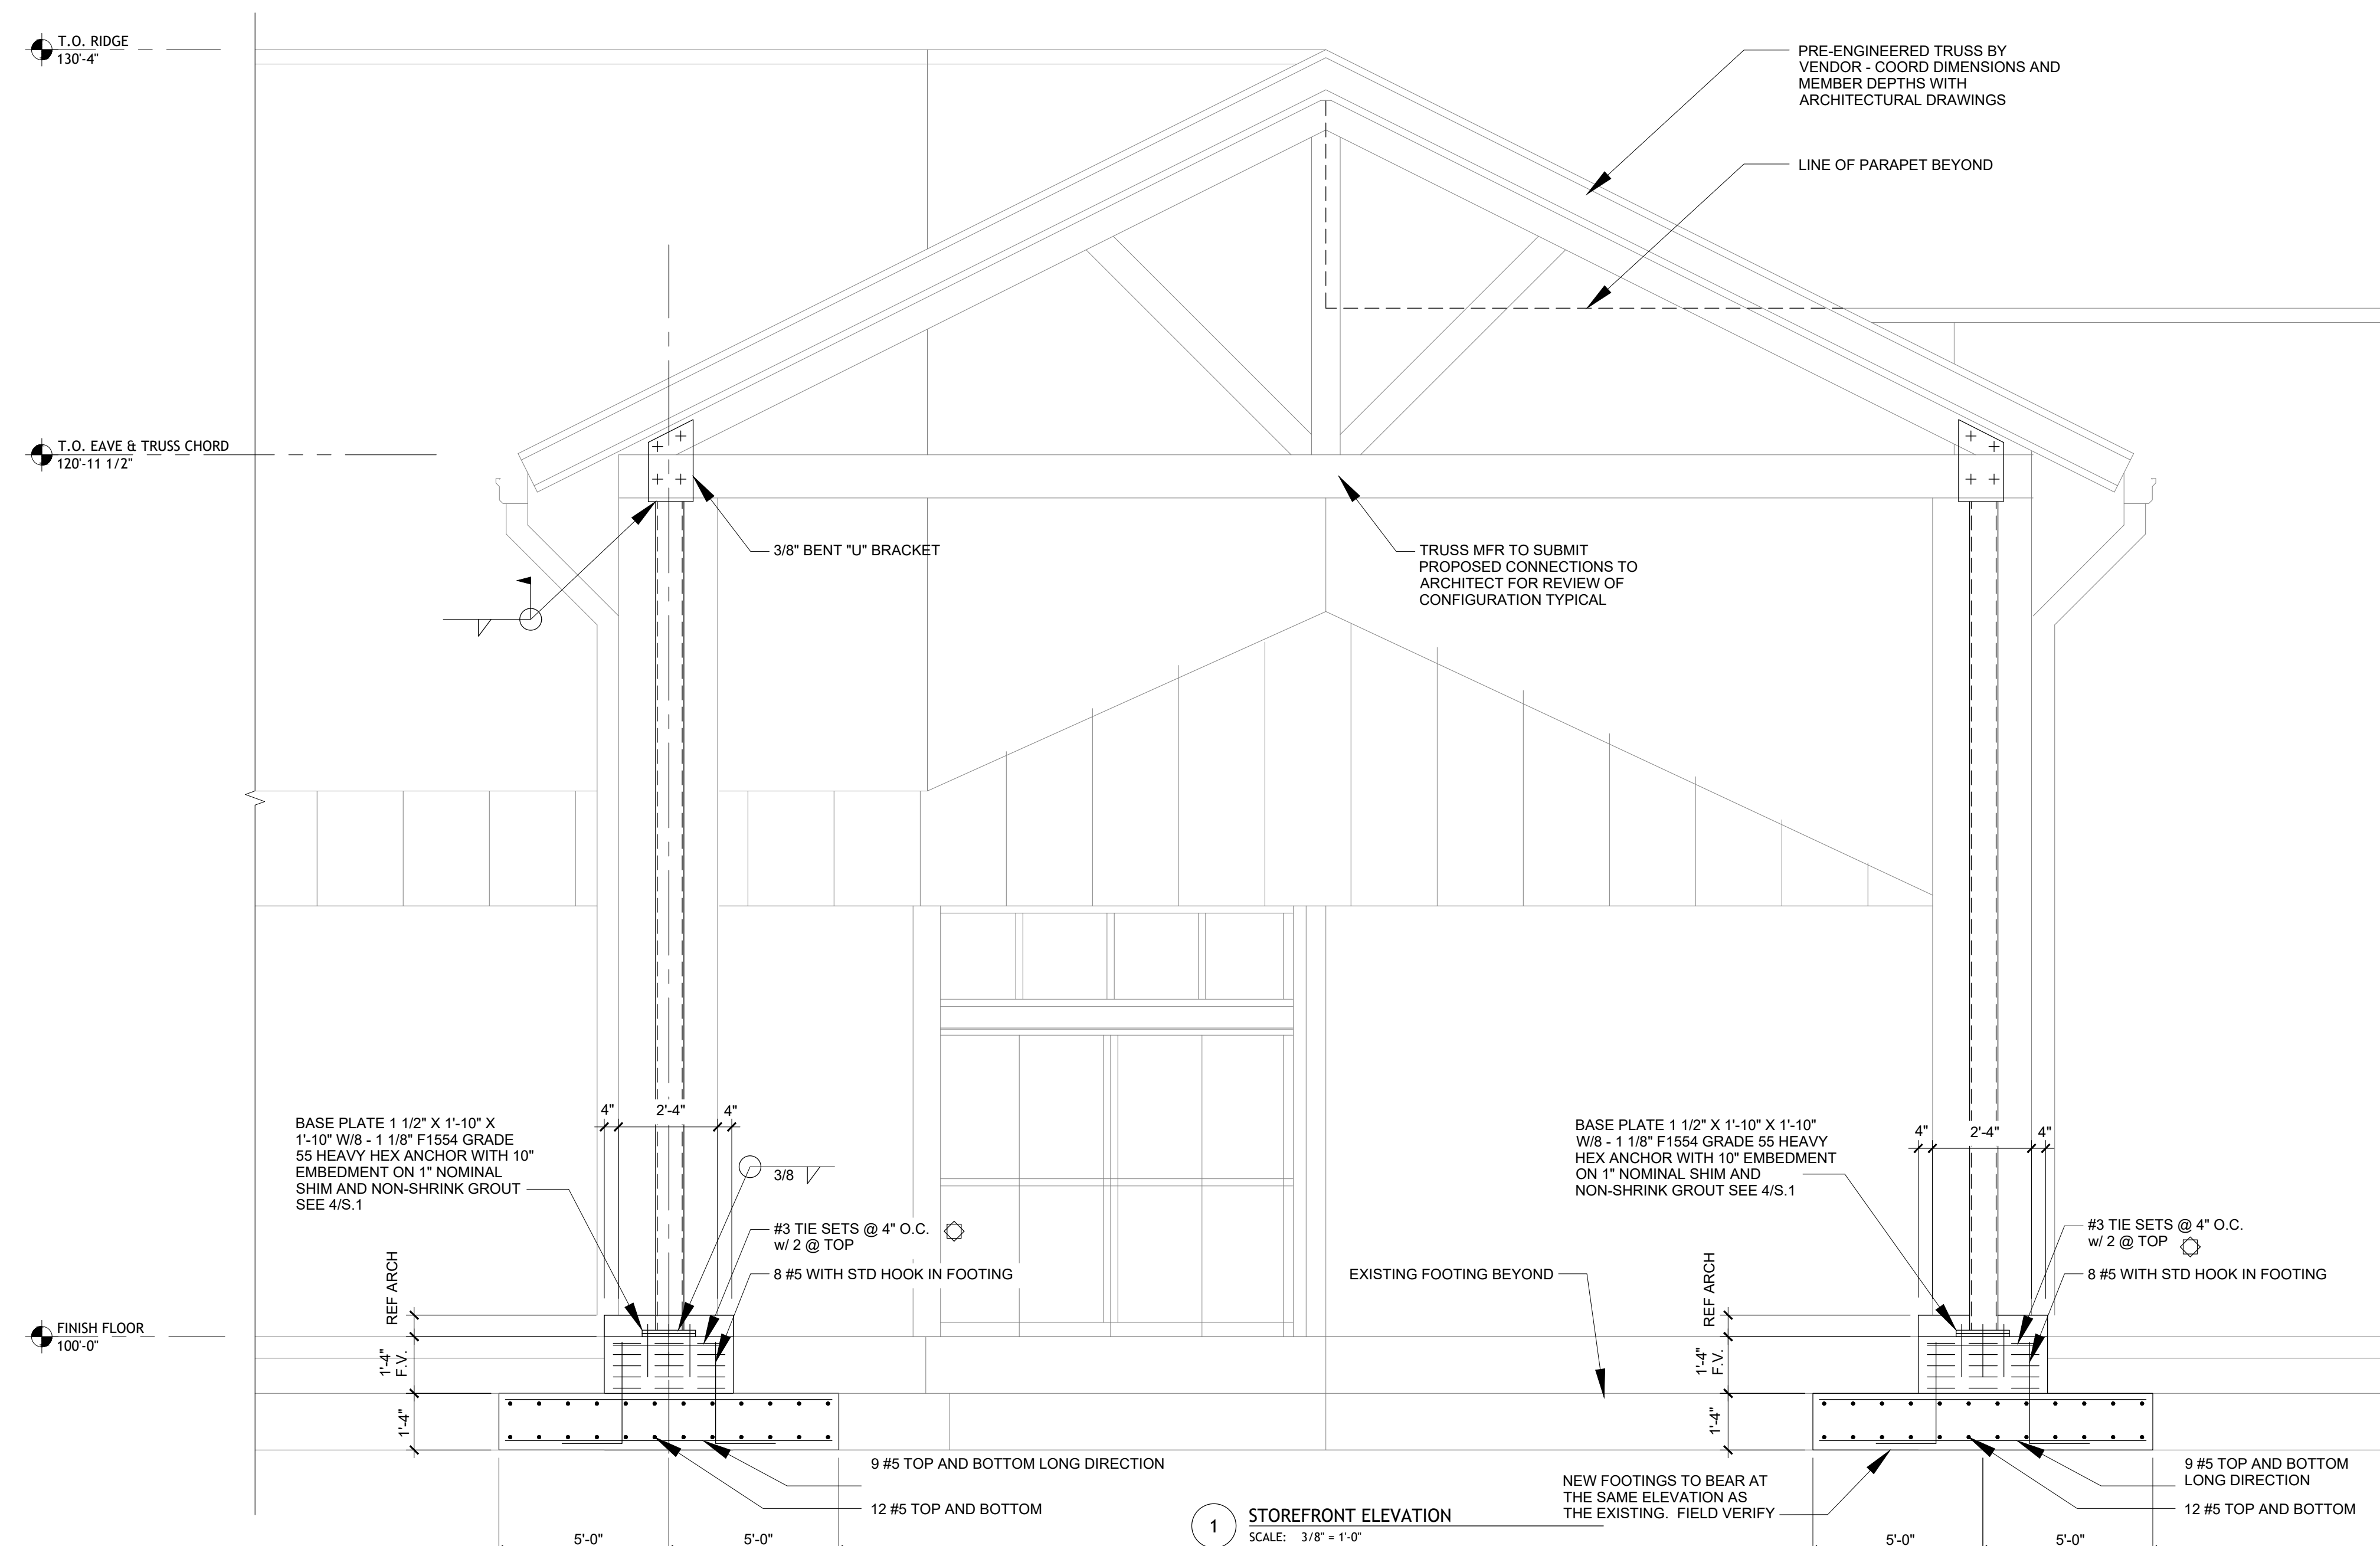 T.O. RIDGE
130'-4"
PRE-ENGINEERED TRUSS BY
VENDOR - COORD DIMENSIONS AND
MEMBER DEPTHS WITH
ARCHITECTURAL DRAWINGS
LINE OF PARAPET BEYOND
T.O. EAVE & TRUSS CHORD
120'-11 1/2"
3/8" BENT "U" BRACKET
TRUSS MFR TO SUBMIT
PROPOSED CONNECTIONS TO
ARCHITECT FOR REVIEW OF
CONFIGURATION TYPICAL
4"
2'-4"
4"
BASE PLATE 1 1/2" X 1'-10" X
1'-10" W/8 - 1 1/8" F1554 GRADE
55 HEAVY HEX ANCHOR WITH 10"
EMBEDMENT ON 1" NOMINAL
SHIM AND NON-SHRINK GROUT
SEE 4/S.1
3/8
#3 TIE SETS @ 4" O.C.
w/ 2 @ TOP
8 #5 WITH STD HOOK IN FOOTING
BASE PLATE 1 1/2" X 1'-10" X 1'-10"
W/8 - 1 1/8" F1554 GRADE 55 HEAVY
HEX ANCHOR WITH 10" EMBEDMENT
ON 1" NOMINAL SHIM AND
NON-SHRINK GROUT SEE 4/S.1
4"
2'-4"
4"
#3 TIE SETS @ 4" O.C.
w/ 2 @ TOP
8 #5 WITH STD HOOK IN FOOTING
EXISTING FOOTING BEYOND
REF ARCH
REF ARCH
FINISH FLOOR
100'-0"
1'-4"
F.V.
1'-4"
1'-4"
F.V.
1'-4"
9 #5 TOP AND BOTTOM LONG DIRECTION
12 #5 TOP AND BOTTOM
5'-0"
5'-0"
1
STOREFRONT ELEVATION
SCALE: 3/8" = 1'-0"
NEW FOOTINGS TO BEAR AT
THE SAME ELEVATION AS
THE EXISTING. FIELD VERIFY
9 #5 TOP AND BOTTOM
LONG DIRECTION
12 #5 TOP AND BOTTOM
5'-0"
5'-0"